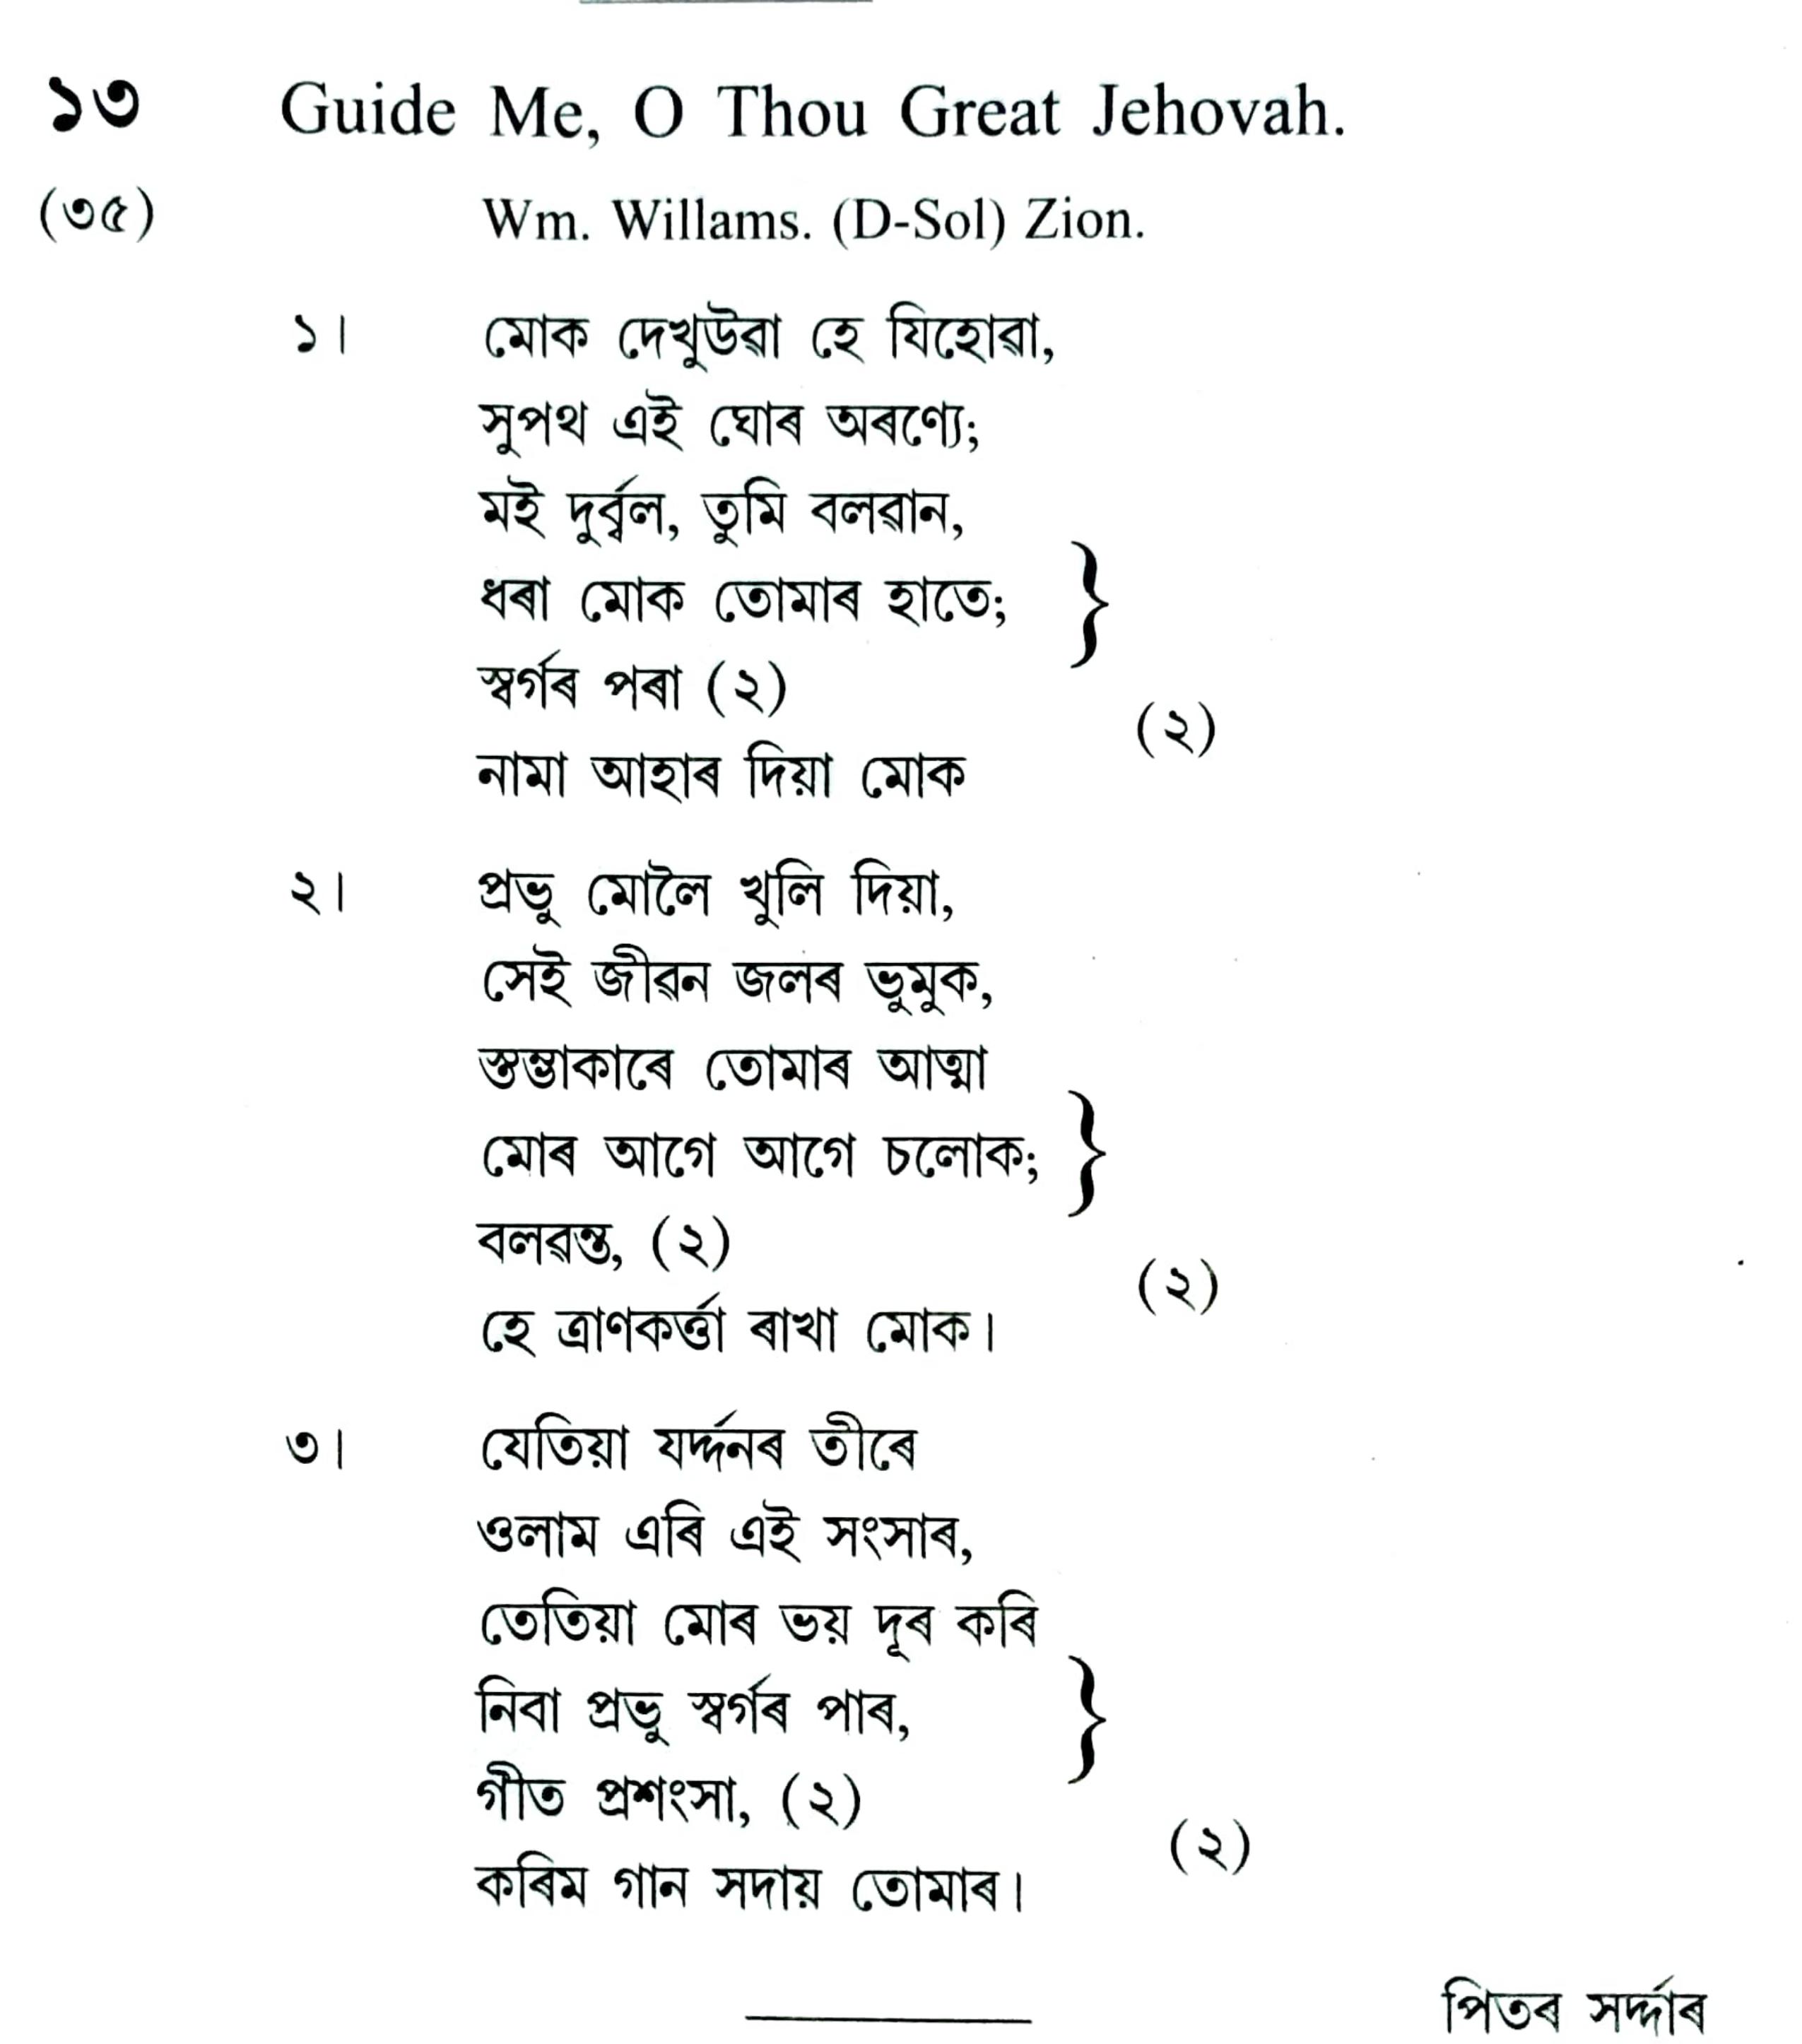 ১৩ Guide Me, O Thou Great Jehovah.
(৩৫) Wm. Willams. (D-Sol) Zion.
১। মোক দেখুউৱা হে যিহোৱা,
সুপথ এই ঘোৰ অৰণ্যে;
মই দুৰ্ব্বল, তুমি বলৱান,
ধৰা মোক তোমাৰ হাতে; }
স্বৰ্গৰ পৰা (২)
(২)
নামা আহাৰ দিয়া মোক
২। প্ৰভু মোলৈ খুলি দিয়া,
সেই জীৱন জলৰ ভুমুক,
স্তম্ভাকাৰে তোমাৰ আত্মা
মোৰ আগে আগে চলোক; }
বলৱন্ত, (২)
(২)
হে ত্ৰাণকৰ্ত্তা ৰাখা মোক।
৩। যেতিয়া যৰ্দ্দনৰ তীৰে
ওলাম এৰি এই সংসাৰ,
তেতিয়া মোৰ ভয় দূৰ কৰি
নিবা প্ৰভু স্বৰ্গৰ পাৰ, }
গীত প্ৰশংসা, (২)
(২)
কৰিম গান সদায় তোমাৰ।
পিতৰ সৰ্দ্দাৰ